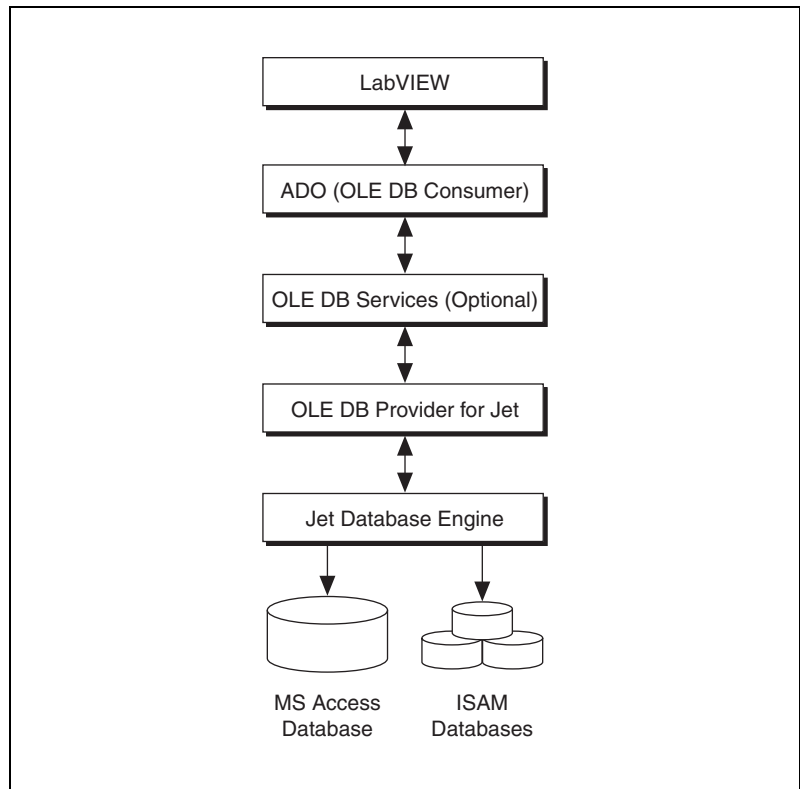 LabVIEW
ADO (OLE DB Consumer)
OLE DB Services (Optional)
OLE DB Provider for Jet
Jet Database Engine
MS Access
Database
ISAM
Databases